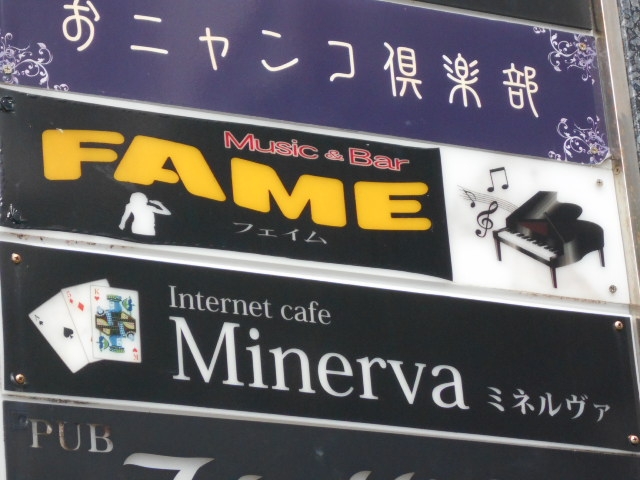 おニャンコ倶楽部
Music & Bar
FAME
フェイム
Internet cafe
Minerva ミネルヴァ
PUB